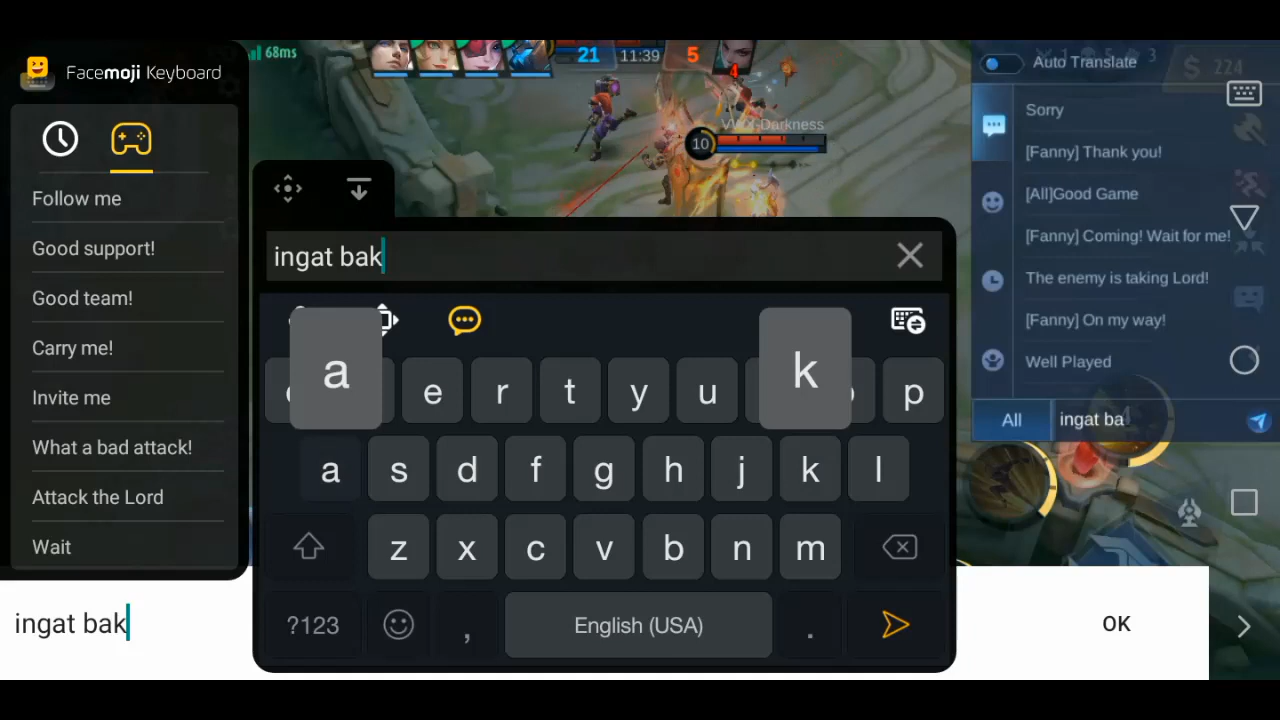 Facemoji Keyboard
Follow me
Good support!
Good team!
Carry me!
Invite me
What a bad attack!
Attack the Lord
Wait
68ms
21 11:39 5
4
10
VWX-Darkness
ingat bak
a k
e r t y u p
a s d f g h j k l
z x c v b n m
?123 , English (USA) .
Auto Translate
224
Sorry
[Fanny] Thank you!
[All]Good Game
[Fanny] Coming! Wait for me!
The enemy is taking Lord!
[Fanny] On my way!
Well Played
All ingat ba
ingat bak
OK